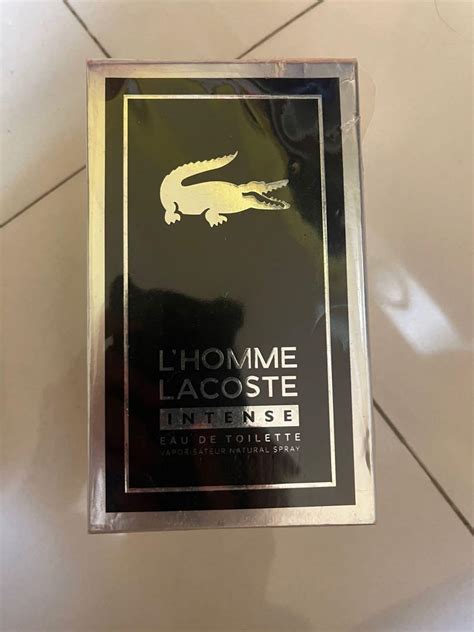 L'HOMME
LACOSTE
INTENSE
EAU DE TOILETTE
VAPORISATEUR NATURAL SPRAY